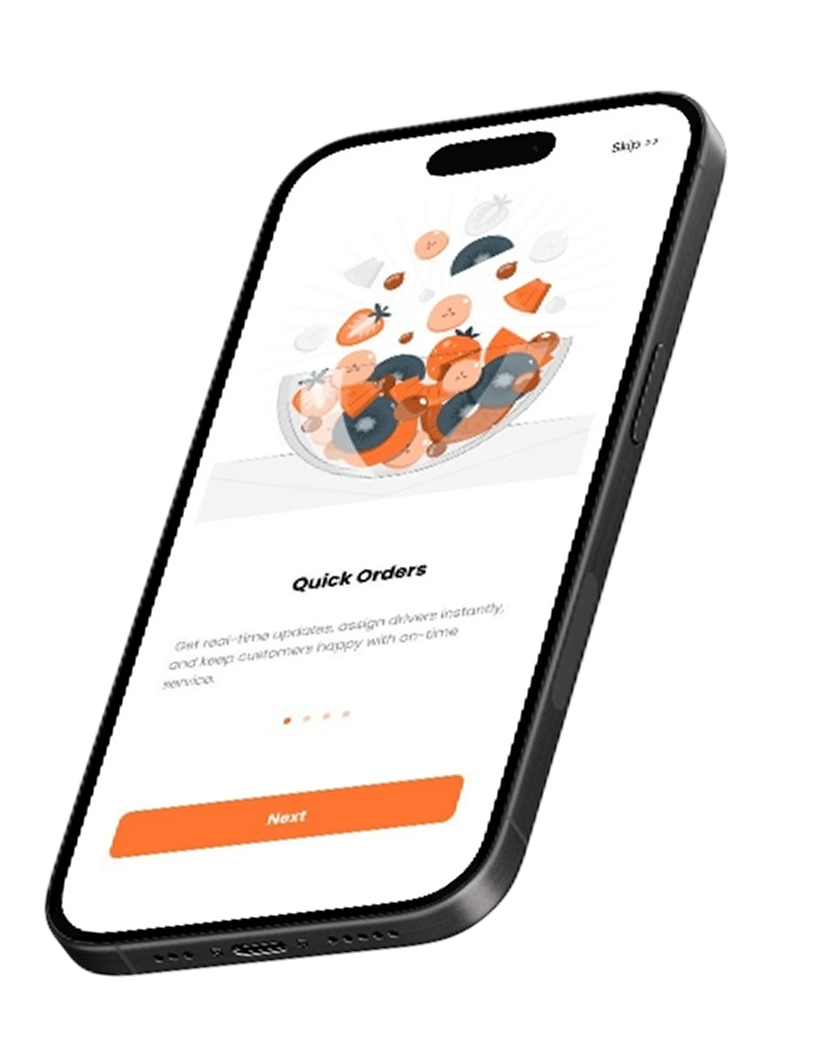 Skip >>
Quick Orders
Get real-time updates, assign drivers instantly,
and keep customers happy with on-time
service.
Next